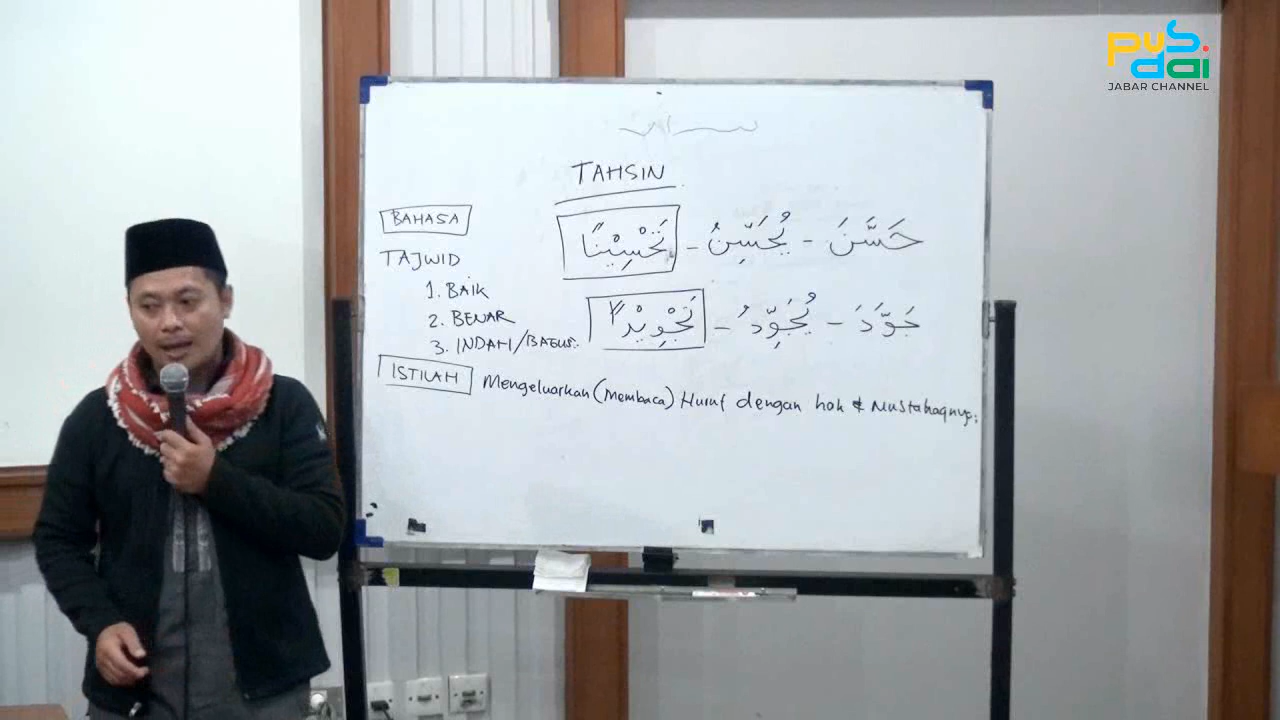 PUSDAI
JABAR CHANNEL
TAHSIN
BAHASA
حَسَّنَ - يُحَسِّنُ - تَحْسِيْنًا
TAJWID
1. BAIK
جَوَّدَ - يُجَوِّدُ - تَجْوِيْدًا
2. BENAR
3. INDAH/BAGUS.
ISTILAH Mengeluarkan (Membaca) Huruf dengan hak & Mustahaqnya.